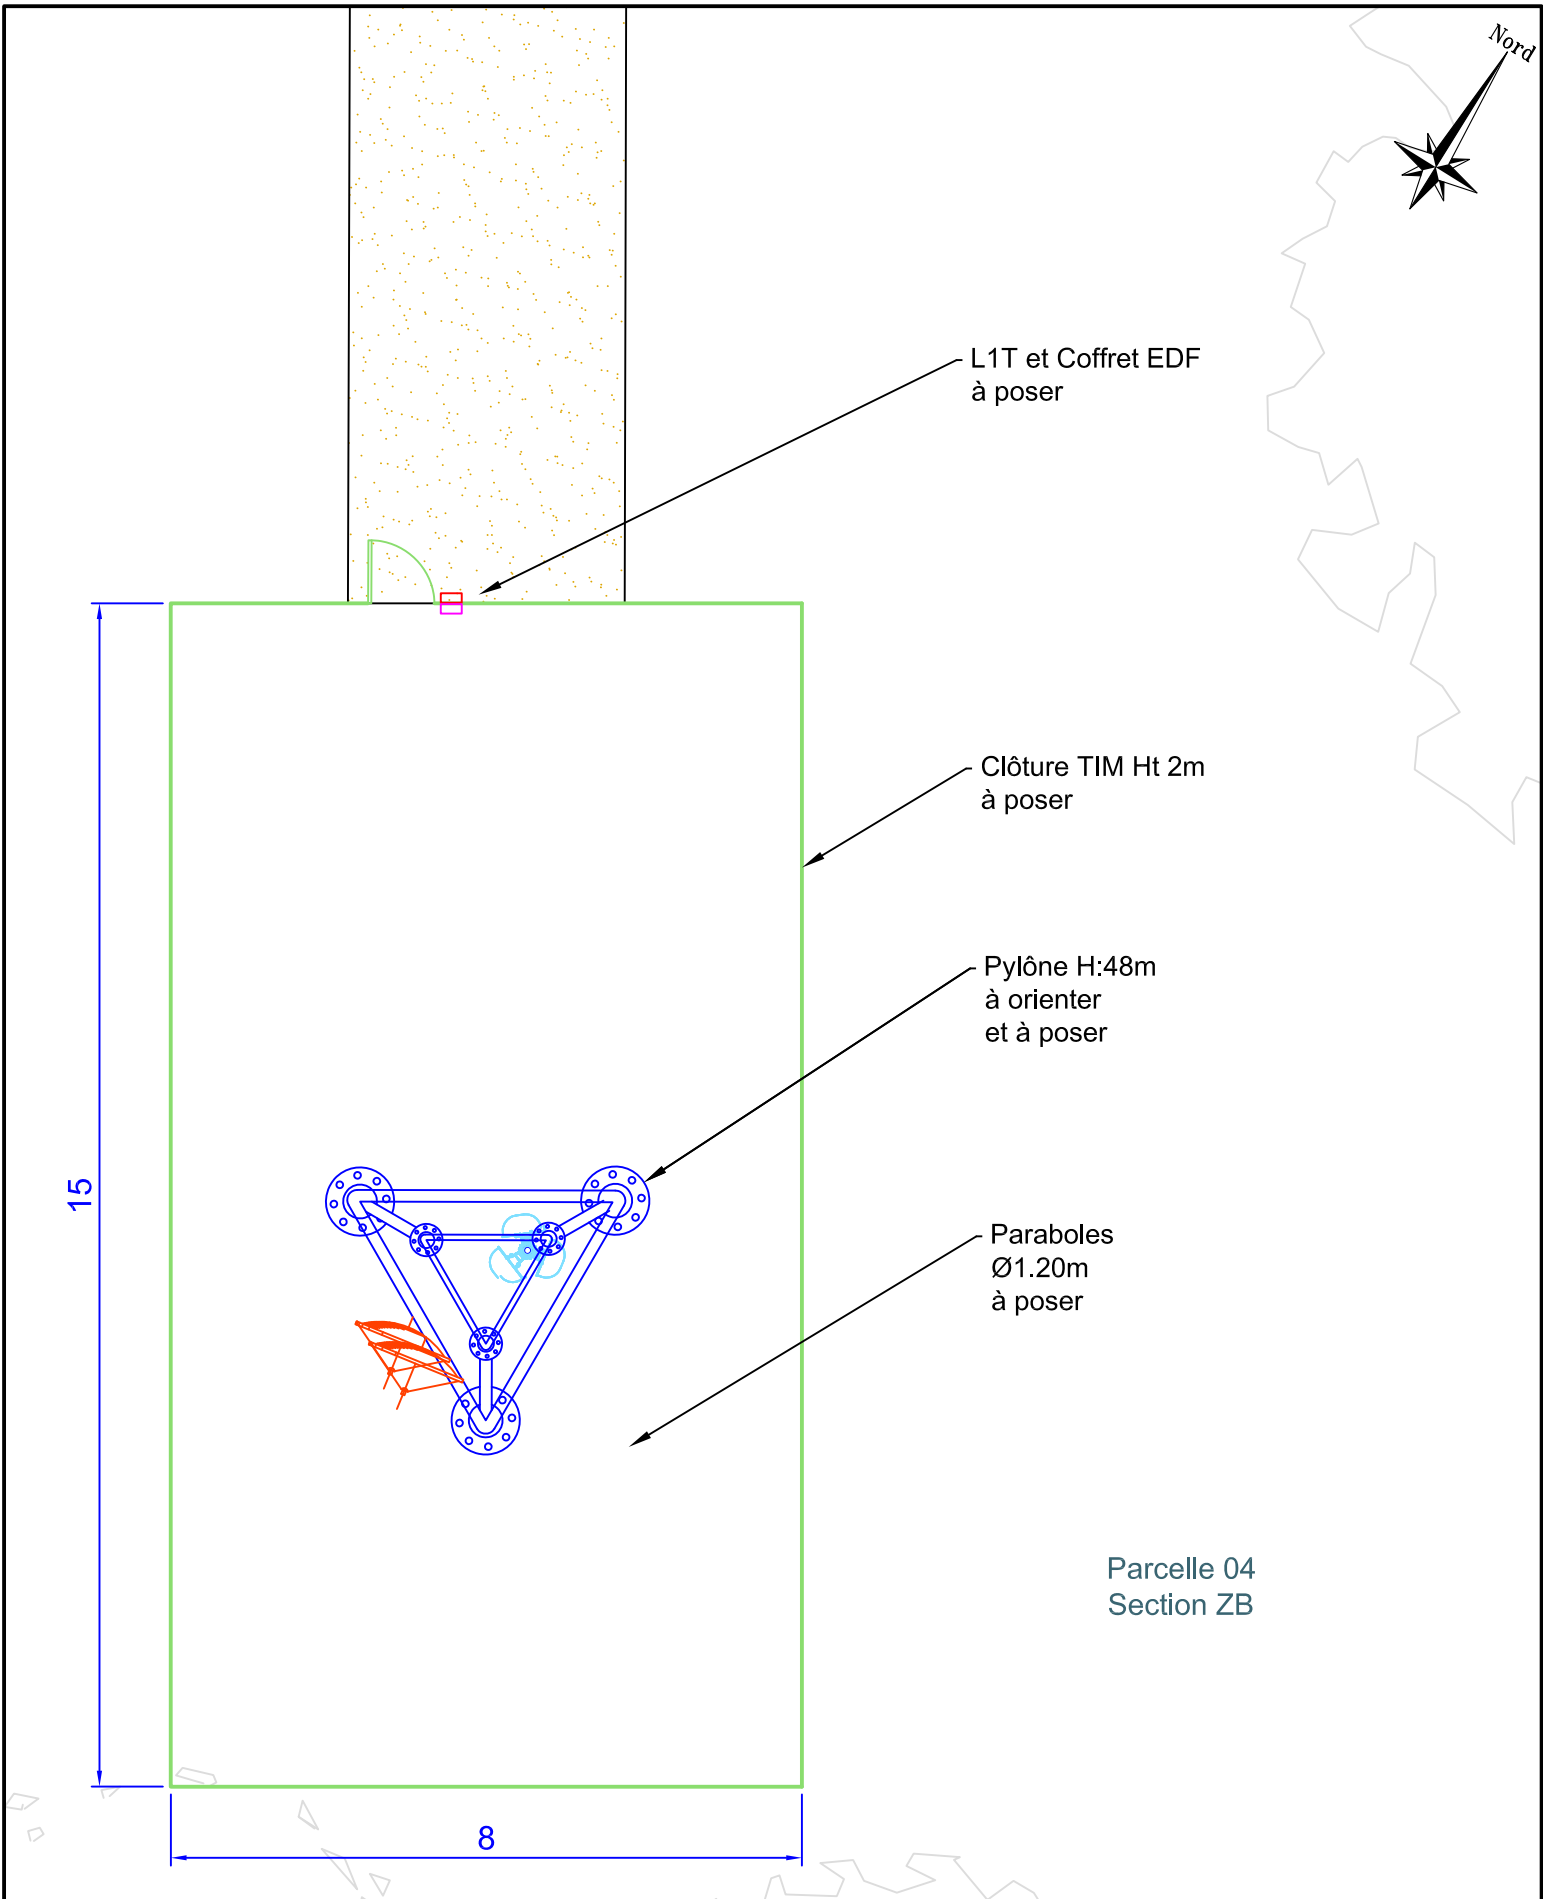 Nord
L1T et Coffret EDF
à poser
Clôture TIM Ht 2m
à poser
Pylône H:48m
à orienter
et à poser
15
Paraboles
Ø1.20m
à poser
Parcelle 04
Section ZB
8